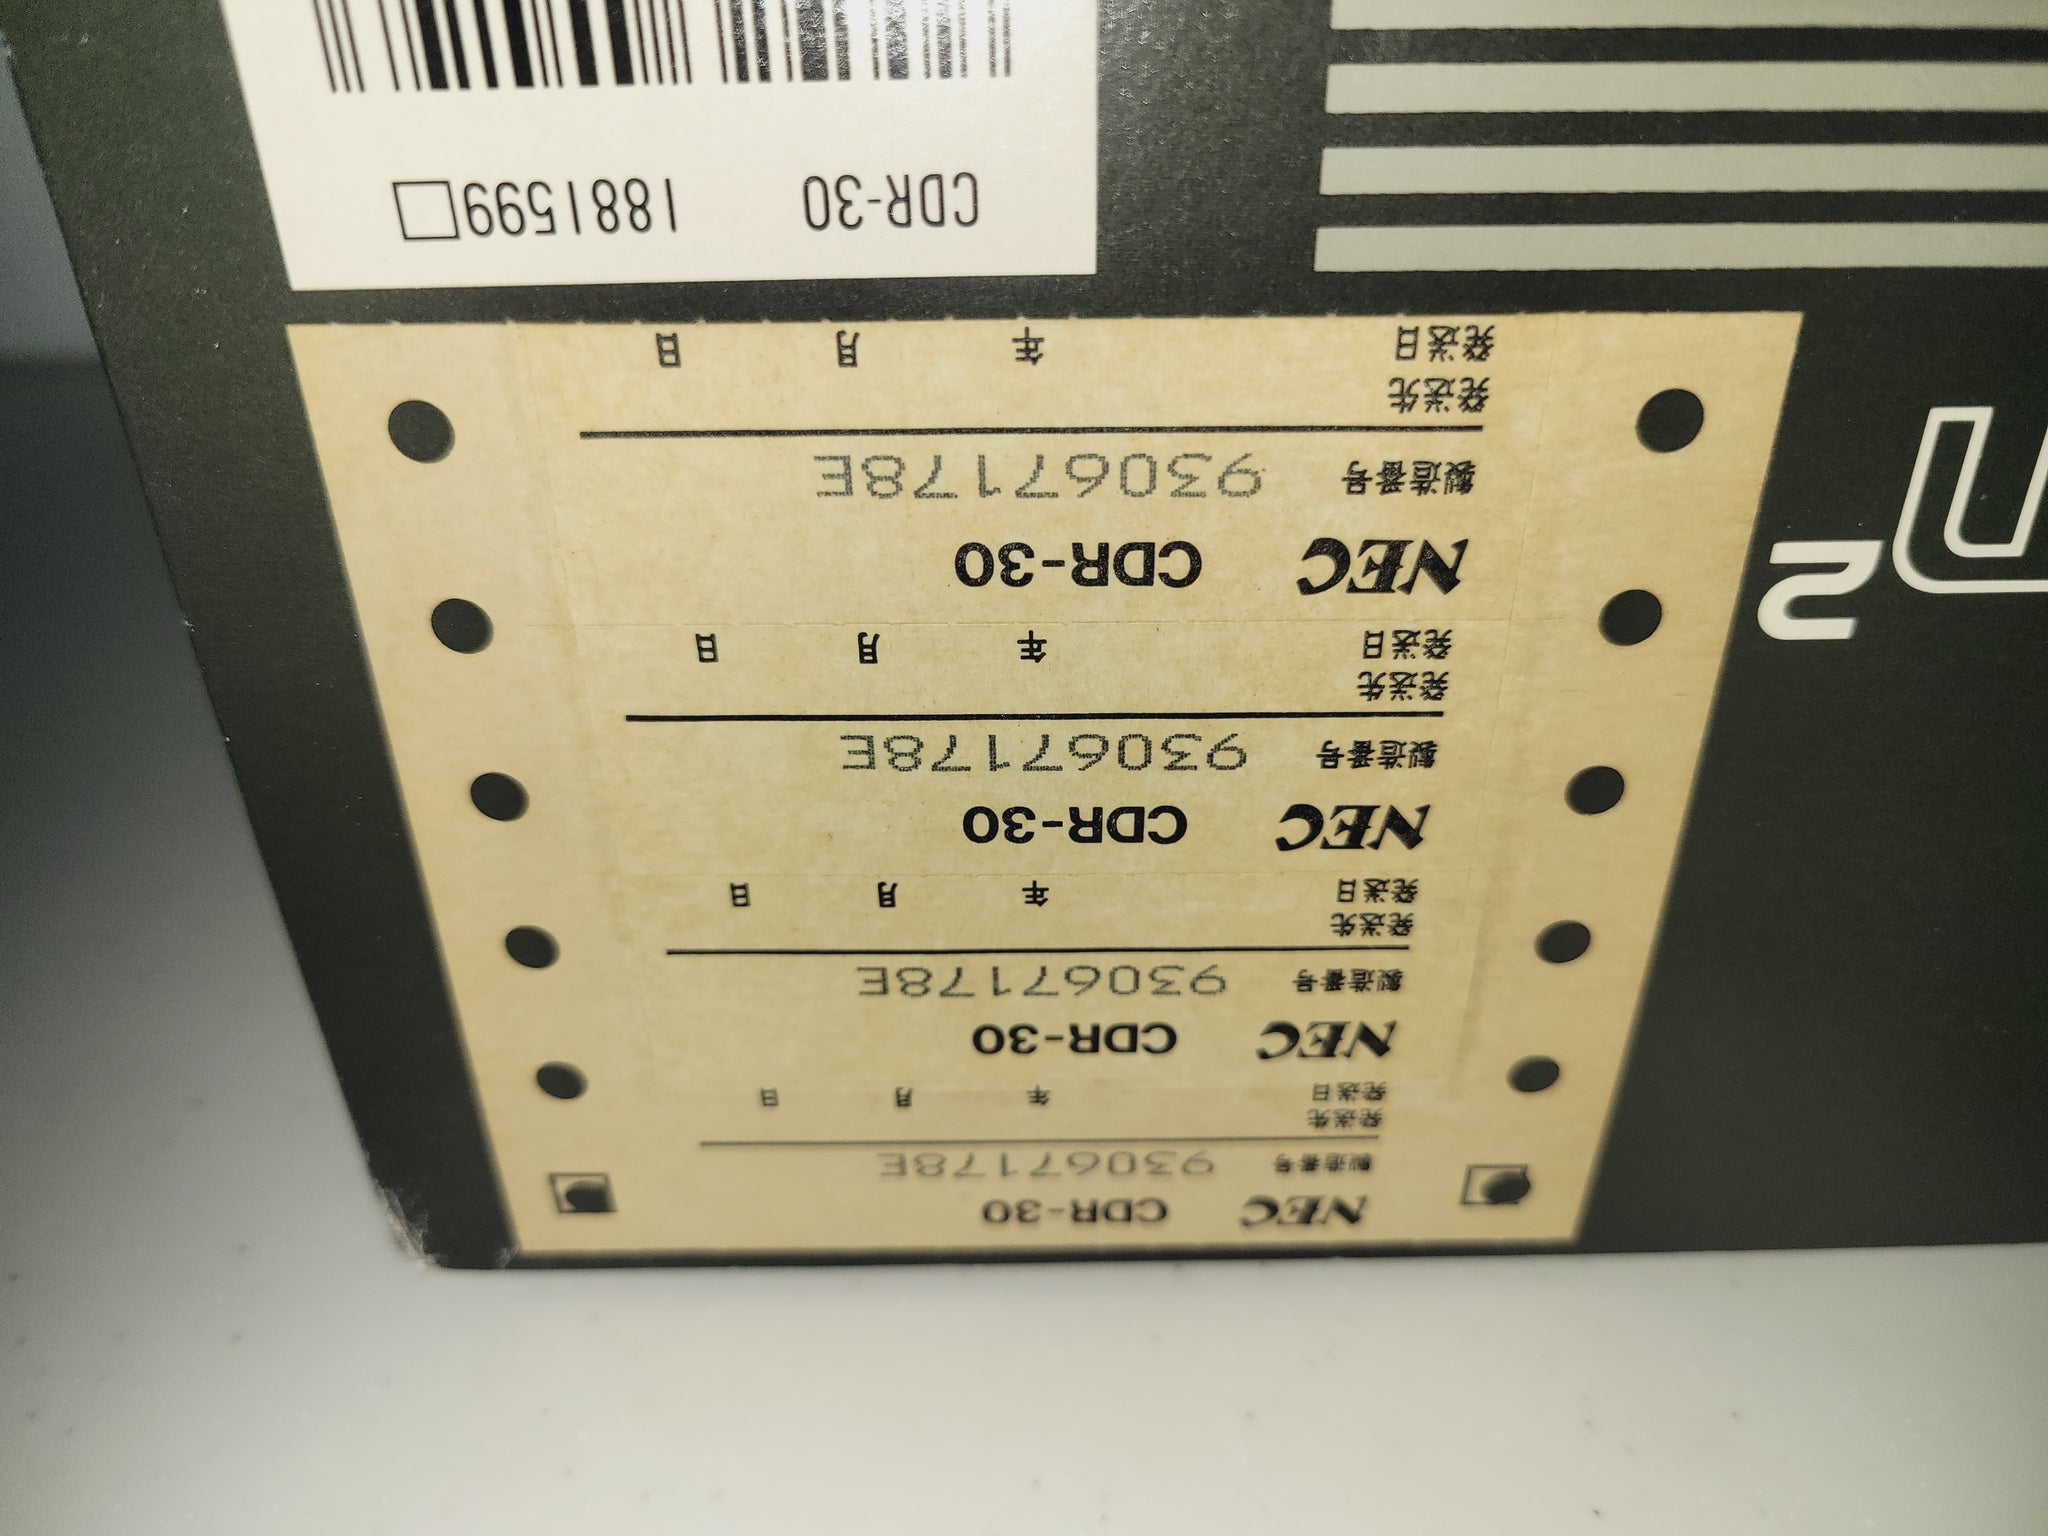 2
NEC CDR-30
製造番号 93067178E
発送先
発送日 年 月 日
NEC CDR-30
製造番号 93067178E
発送先
発送日 年 月 日
NEC CDR-30
製造番号 93067178E
発送先
発送日 年 月 日
NEC CDR-30
製造番号 93067178E
発送先
発送日 年 月 日
CDR-30 1881599□